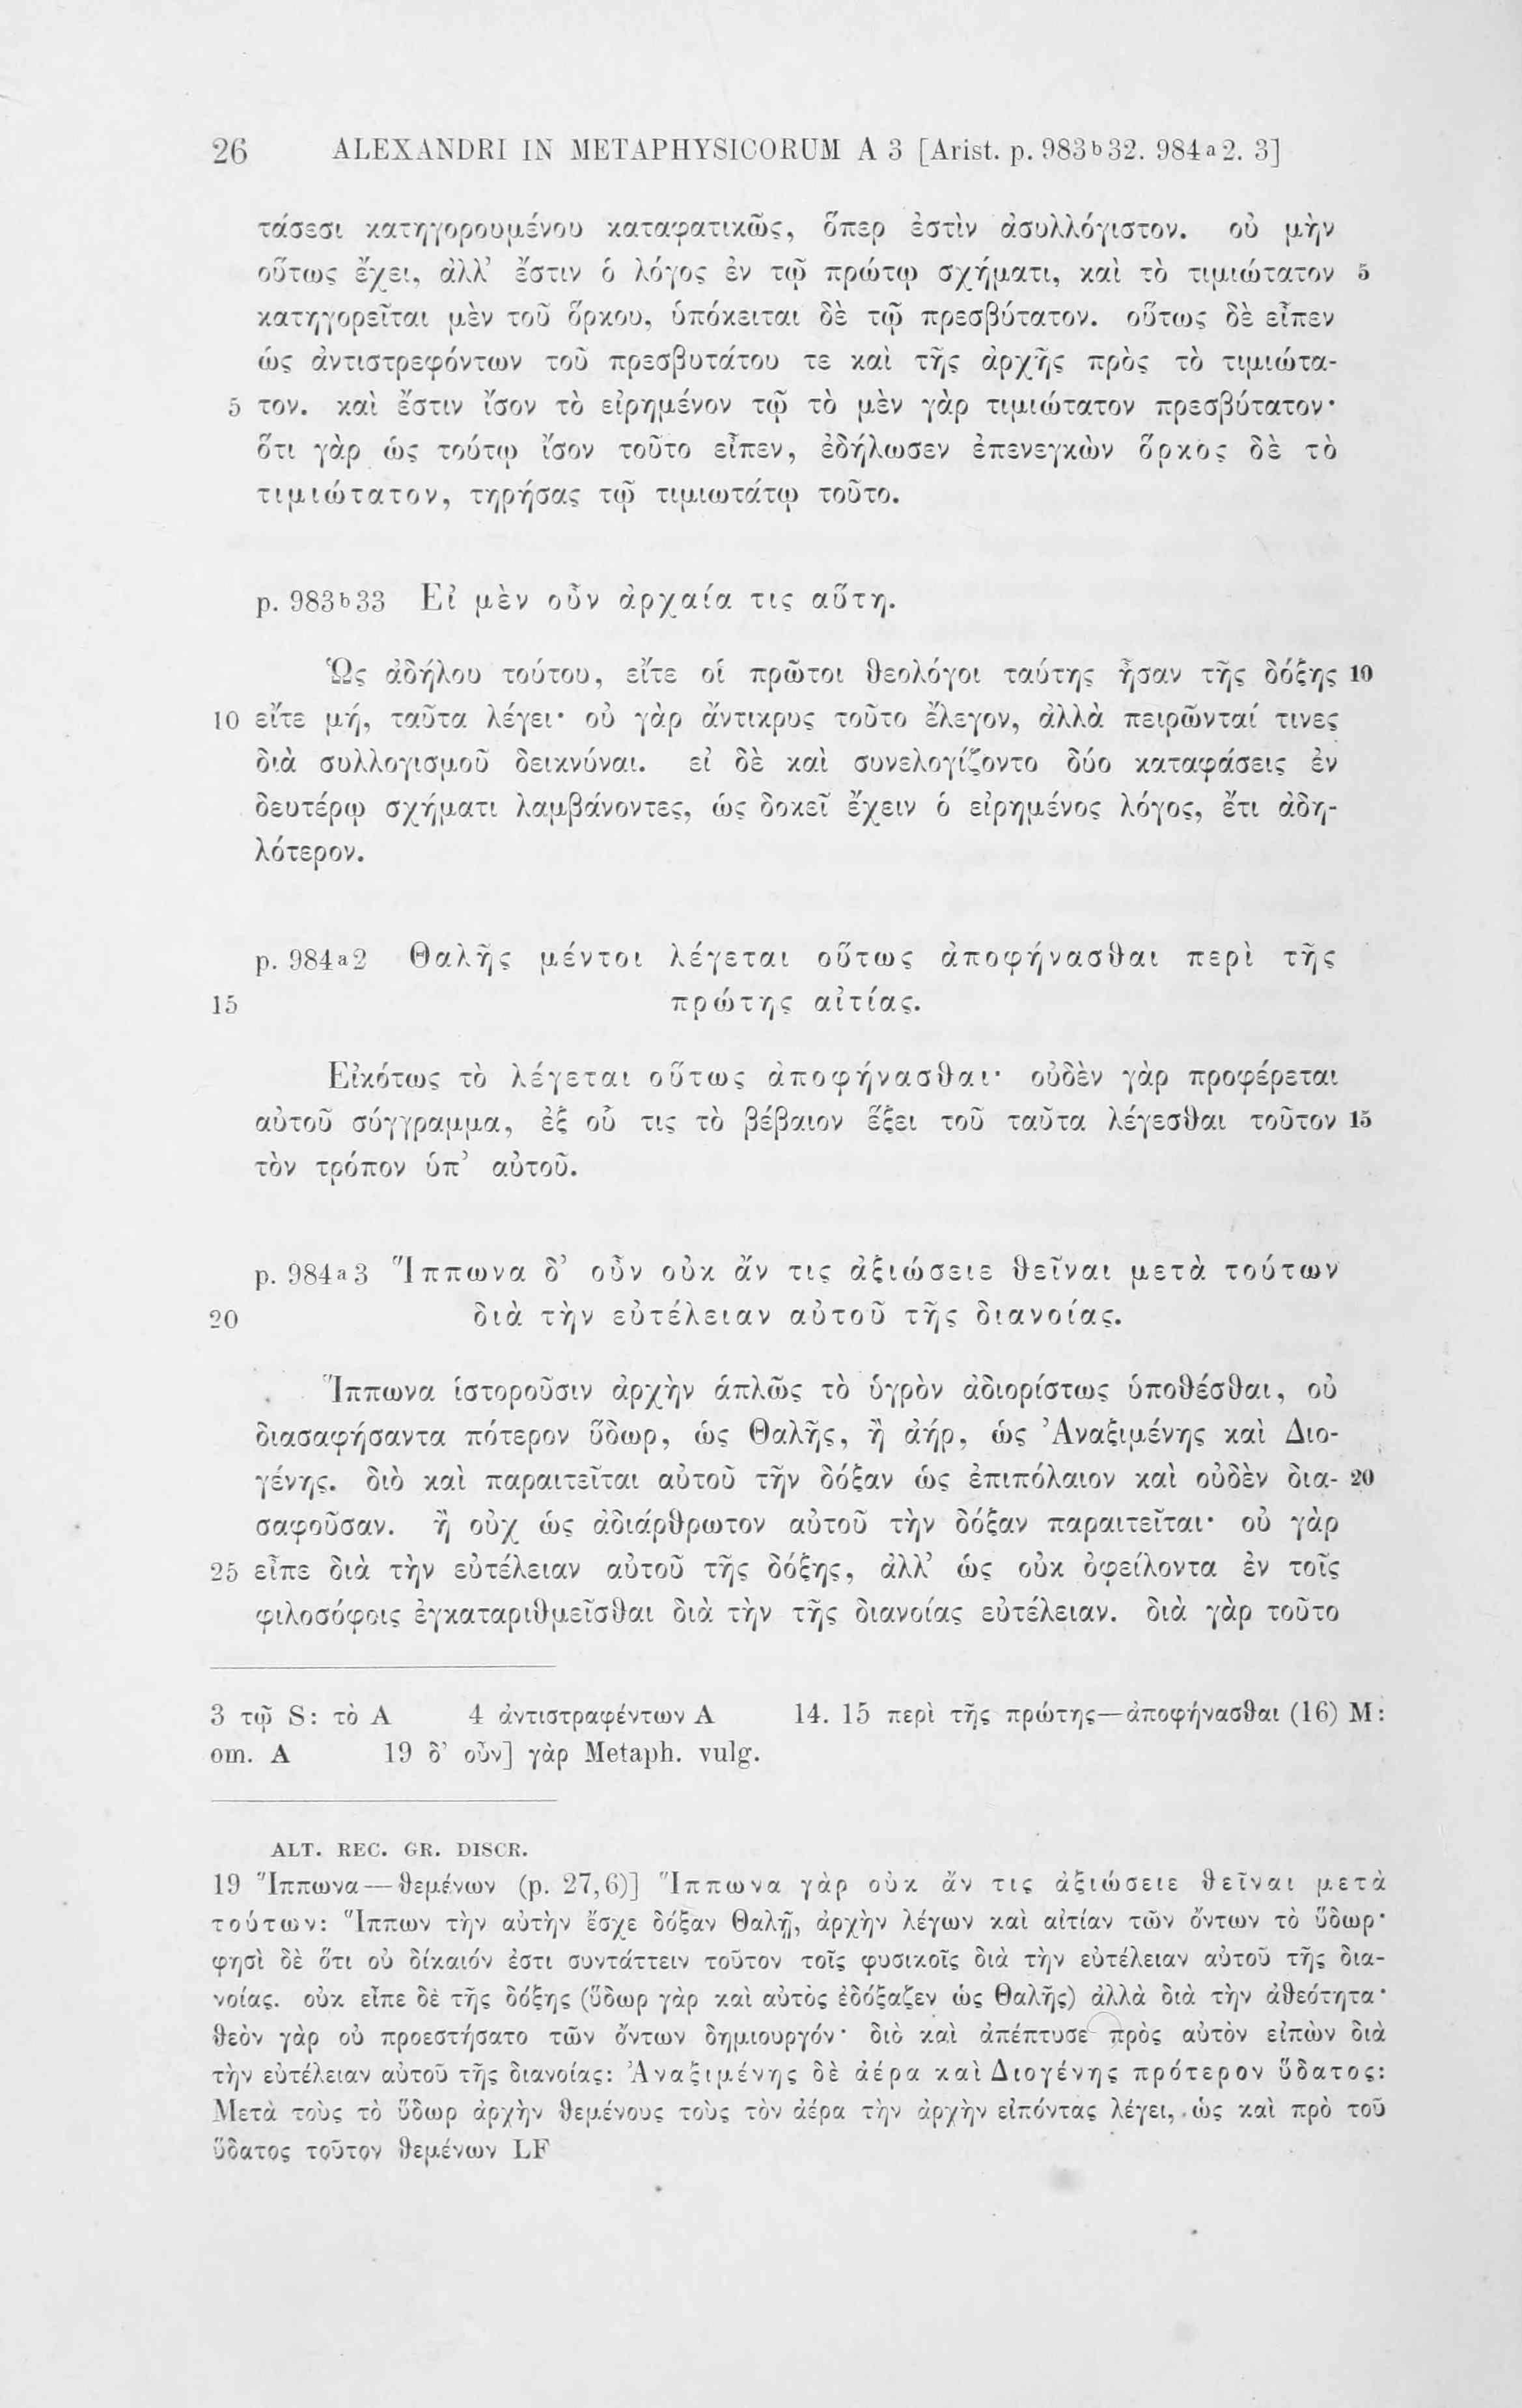 26 ALEXANDRI IN METAPHYSICORUM A 3 [Arist. p. 983b32. 984a2. 3]
τάσεσι κατηγορουμένου καταφατικῶς, ὅπερ ἐστὶν ἀσυλλόγιστον. οὐ μὴν
οὕτως ἔχει, ἀλλ’ ἔστιν ὁ λόγος ἐν τῷ πρώτῳ σχήματι, καὶ τὸ τιμιώτατον 5
κατηγορεῖται μὲν τοῦ ὅρκου, ὑπόκειται δὲ τῷ πρεσβύτατον. οὕτως δὲ εἶπεν
ὡς ἀντιστρεφόντων τοῦ πρεσβυτάτου τε καὶ τῆς ἀρχῆς πρὸς τὸ τιμιώτα-
5 τον. καὶ ἔστιν ἴσον τὸ εἰρημένον τῷ τὸ μὲν γὰρ τιμιώτατον πρεσβύτατον·
ὅτι γὰρ ὡς τούτῳ ἴσον τοῦτο εἶπεν, ἐδήλωσεν ἐπενεγκὼν ὅρκος δὲ τὸ
τιμιώτατον, τηρήσας τῷ τιμιωτάτῳ τοῦτο.
p. 983b33 Εἰ μὲν οὖν ἀρχαία τις αὕτη.
Ὡς ἀδήλου τούτου, εἴτε οἱ πρῶτοι θεολόγοι ταύτης ἦσαν τῆς δόξης 10
10 εἴτε μή, ταῦτα λέγει· οὐ γὰρ ἄντικρυς τοῦτο ἔλεγον, ἀλλὰ πειρῶνταί τινες
διὰ συλλογισμοῦ δεικνύναι. εἰ δὲ καὶ συνελογίζοντο δύο καταφάσεις ἐν
δευτέρῳ σχήματι λαμβάνοντες, ὡς δοκεῖ ἔχειν ὁ εἰρημένος λόγος, ἔτι ἀδη-
λότερον.
p. 984a2 Θαλῆς μέντοι λέγεται οὕτως ἀποφήνασθαι περὶ τῆς
15 πρώτης αἰτίας.
Εἰκότως τὸ λέγεται οὕτως ἀποφήνασθαι· οὐδὲν γὰρ προφέρεται
αὐτοῦ σύγγραμμα, ἐξ οὗ τις τὸ βέβαιον ἕξει τοῦ ταῦτα λέγεσθαι τοῦτον 15
τὸν τρόπον ὑπ’ αὐτοῦ.
p. 984a3 Ἵππωνα δ’ οὖν οὐκ ἄν τις ἀξιώσειε θεῖναι μετὰ τούτων
20 διὰ τὴν εὐτέλειαν αὐτοῦ τῆς διανοίας.
Ἵππωνα ἱστοροῦσιν ἀρχὴν ἁπλῶς τὸ ὑγρὸν ἀδιορίστως ὑποθέσθαι, οὐ
διασαφήσαντα πότερον ὕδωρ, ὡς Θαλῆς, ἢ ἀήρ, ὡς Ἀναξιμένης καὶ Διο-
γένης. διὸ καὶ παραιτεῖται αὐτοῦ τὴν δόξαν ὡς ἐπιπόλαιον καὶ οὐδὲν δια- 20
σαφοῦσαν. ἢ οὐχ ὡς ἀδιάρθρωτον αὐτοῦ τὴν δόξαν παραιτεῖται· οὐ γὰρ
25 εἶπε διὰ τὴν εὐτέλειαν αὐτοῦ τῆς δόξης, ἀλλ’ ὡς οὐκ ὀφείλοντα ἐν τοῖς
φιλοσόφοις ἐγκαταριθμεῖσθαι διὰ τὴν τῆς διανοίας εὐτέλειαν. διὰ γὰρ τοῦτο
3 τῷ S: τὸ A 4 ἀντιστραφέντων A 14. 15 περὶ τῆς πρώτης—ἀποφήνασθαι (16) M:
om. A 19 δ’ οὖν] γὰρ Metaph. vulg.
ALT. REC. GR. DISCR.
19 Ἵππωνα—θεμένων (p. 27,6)] Ἵππωνα γὰρ οὐκ ἄν τις ἀξιώσειε θεῖναι μετὰ
τούτων: Ἵππων τὴν αὐτὴν ἔσχε δόξαν Θαλῇ, ἀρχὴν λέγων καὶ αἰτίαν τῶν ὄντων τὸ ὕδωρ·
φησὶ δὲ ὅτι οὐ δίκαιόν ἐστι συντάττειν τοῦτον τοῖς φυσικοῖς διὰ τὴν εὐτέλειαν αὐτοῦ τῆς δια-
νοίας. οὐκ εἶπε δὲ τῆς δόξης (ὕδωρ γὰρ καὶ αὐτὸς ἐδόξαζεν ὡς Θαλῆς) ἀλλὰ διὰ τὴν ἀθεότητα·
θεὸν γὰρ οὐ προεστήσατο τῶν ὄντων δημιουργόν· διὸ καὶ ἀπέπτυσε πρὸς αὐτὸν εἰπὼν διὰ
τὴν εὐτέλειαν αὐτοῦ τῆς διανοίας: Ἀναξιμένης δὲ ἀέρα καὶ Διογένης πρότερον ὕδατος:
Μετὰ τοὺς τὸ ὕδωρ ἀρχὴν θεμένους τοὺς τὸν ἀέρα τὴν ἀρχὴν εἰπόντας λέγει, ὡς καὶ πρὸ τοῦ
ὕδατος τοῦτον θεμένων LF